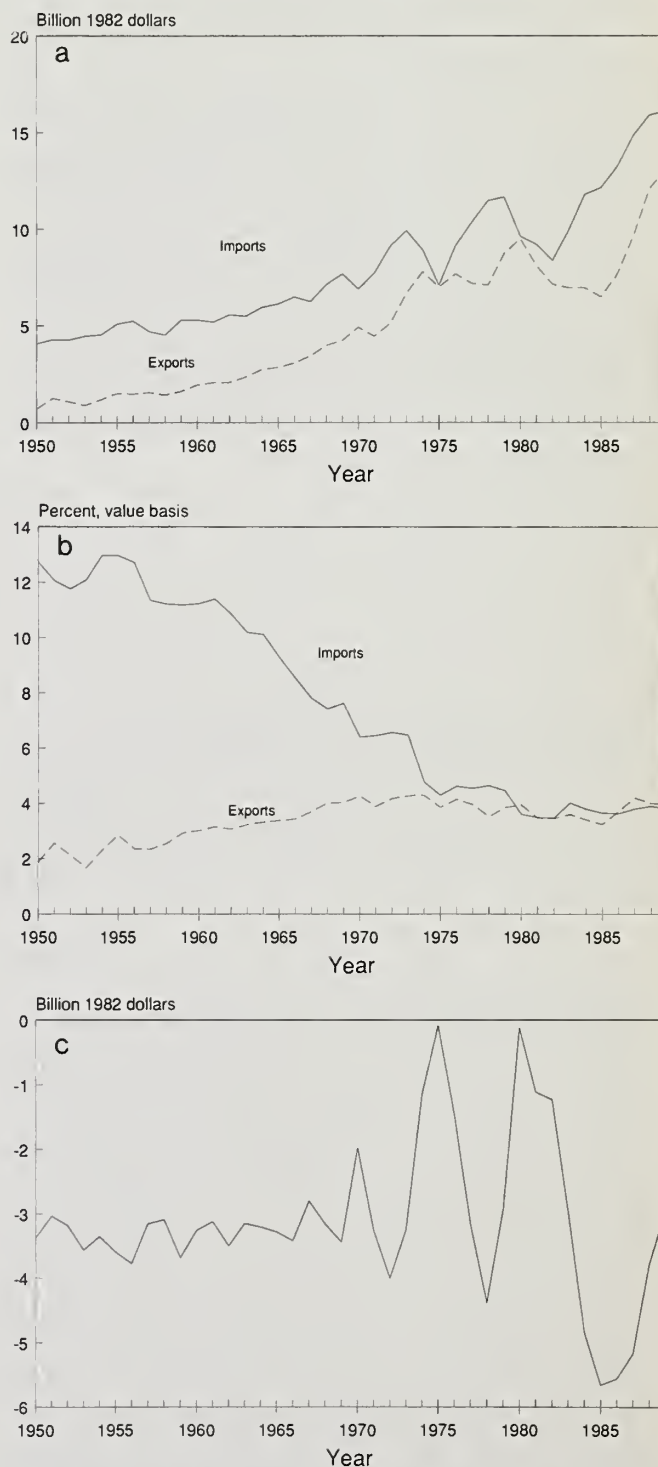 Billion 1982 dollars
20
a
15
10
Imports
5
Exports
0
1950 1955 1960 1965 1970 1975 1980 1985
Year
Percent, value basis
14
b
12
10
Imports
8
6
4
Exports
2
0
1950 1955 1960 1965 1970 1975 1980 1985
Year
Billion 1982 dollars
0
c
-1
-2
-3
-4
-5
-6
1950 1955 1960 1965 1970 1975 1980 1985
Year